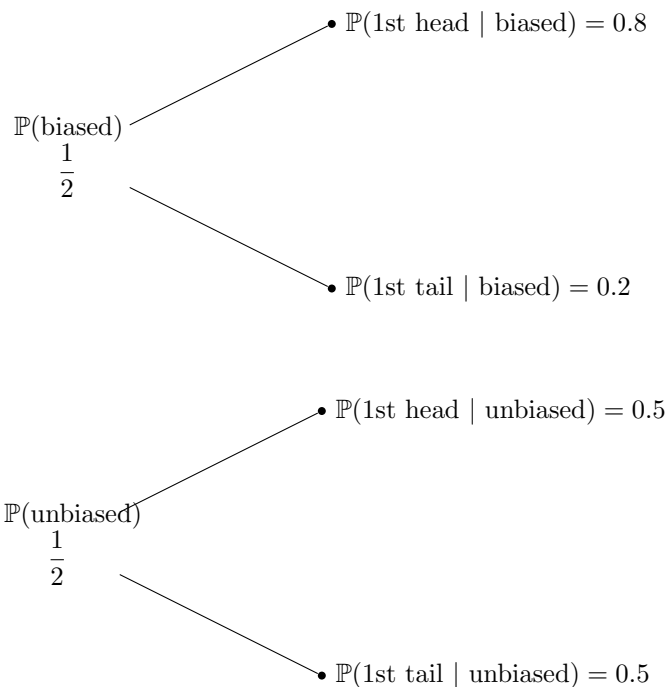 ℙ(1st head | biased) = 0.8
ℙ(biased)
1
2
ℙ(1st tail | biased) = 0.2
ℙ(1st head | unbiased) = 0.5
ℙ(unbiased)
1
2
ℙ(1st tail | unbiased) = 0.5